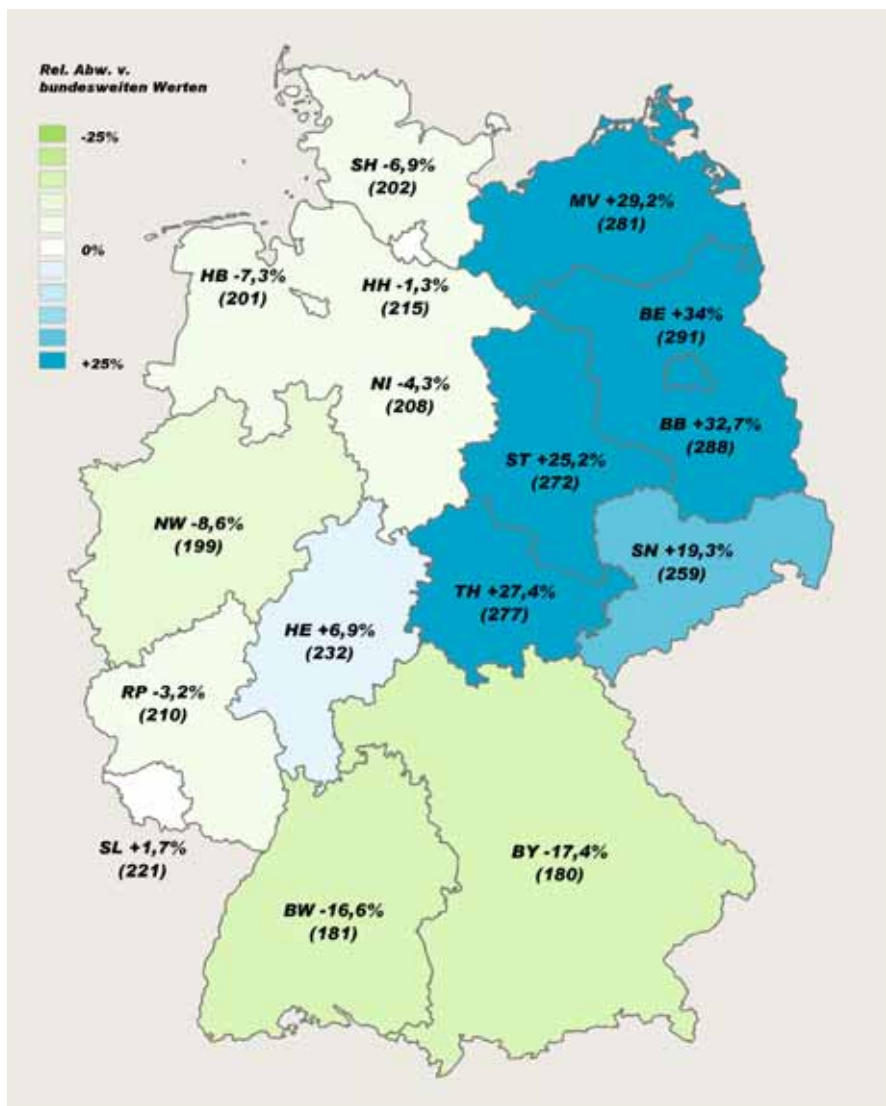 Rel. Abw. v.
bundesweiten Werten
-25%
0%
+25%
SH -6,9%
(202)
MV +29,2%
(281)
HB -7,3%
(201)
HH -1,3%
(215)
BE +34%
(291)
NI -4,3%
(208)
BB +32,7%
(288)
ST +25,2%
(272)
NW -8,6%
(199)
SN +19,3%
(259)
TH +27,4%
(277)
HE +6,9%
(232)
RP -3,2%
(210)
SL +1,7%
(221)
BY -17,4%
(180)
BW -16,6%
(181)